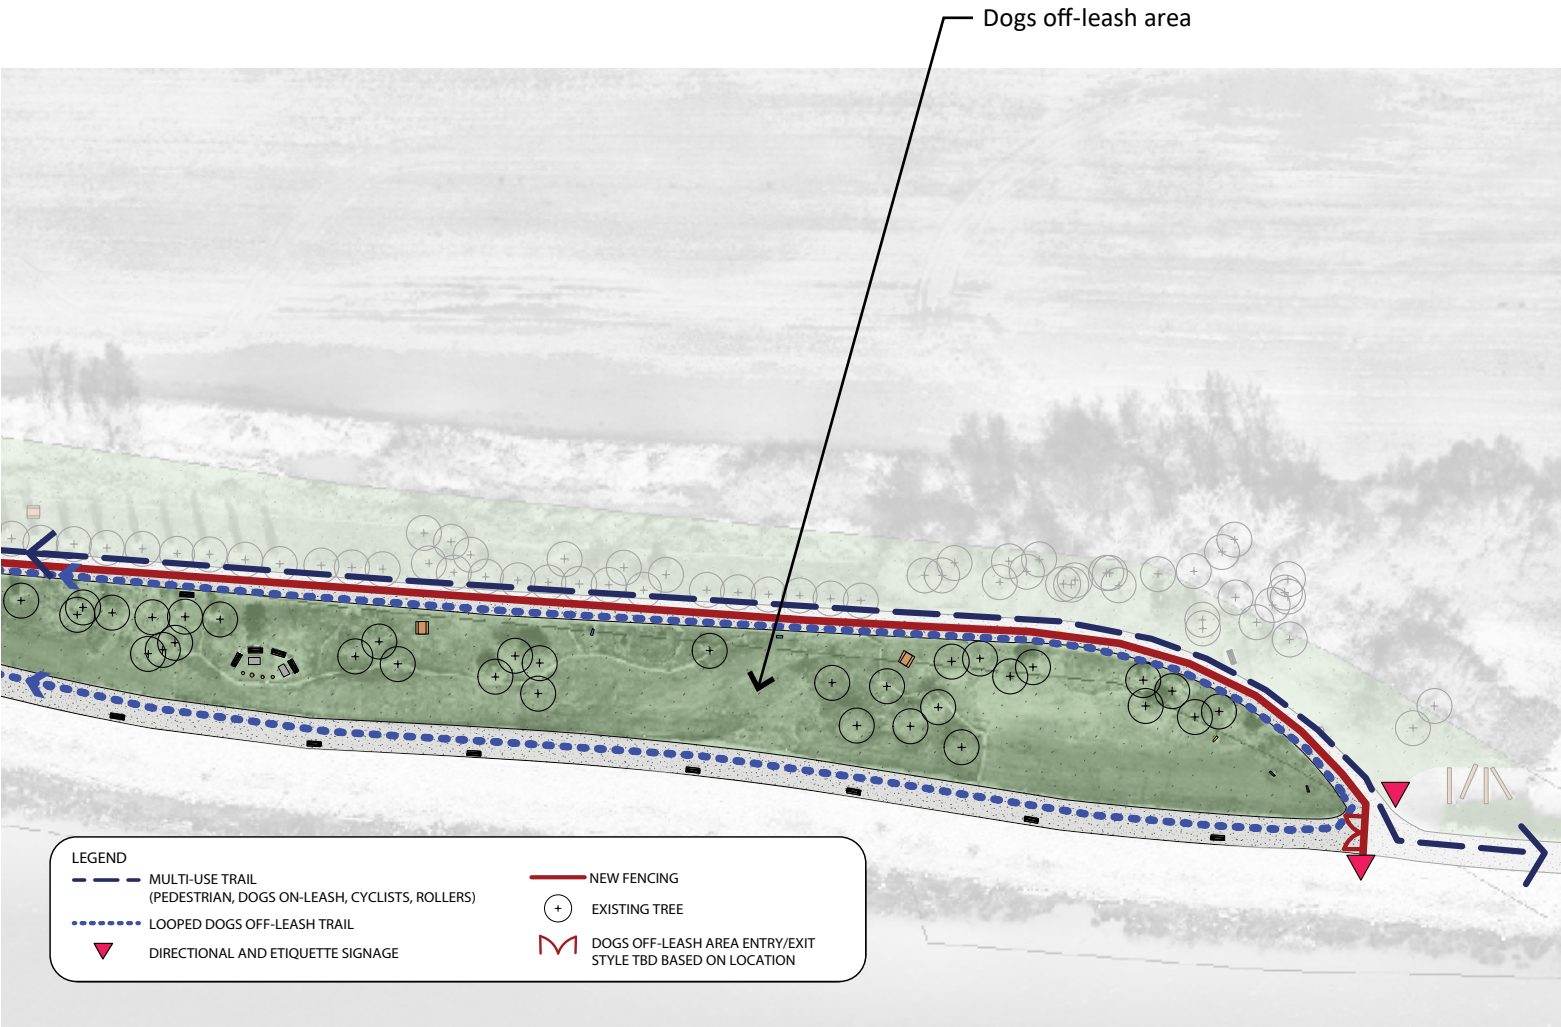 Dogs off-leash area
LEGEND
MULTI-USE TRAIL
(PEDESTRIAN, DOGS ON-LEASH, CYCLISTS, ROLLERS)
LOOPED DOGS OFF-LEASH TRAIL
DIRECTIONAL AND ETIQUETTE SIGNAGE
NEW FENCING
EXISTING TREE
DOGS OFF-LEASH AREA ENTRY/EXIT
STYLE TBD BASED ON LOCATION